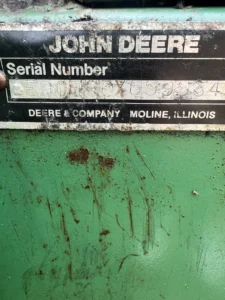 JOHN DEERE
Serial Number
DEERE & COMPANY MOLINE, ILLINOIS